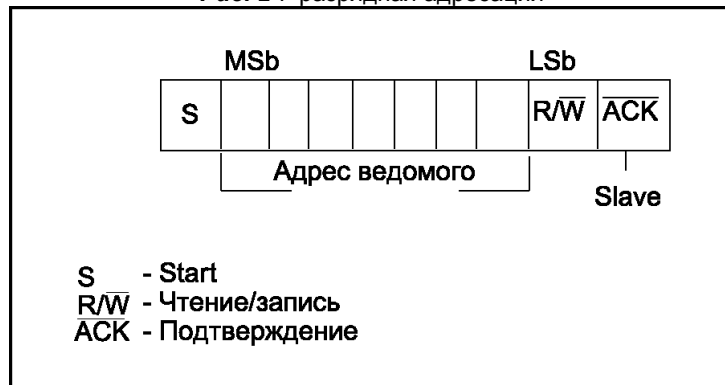 MSb LSb
S R/W ACK
Адрес ведомого
Slave
S - Start
R/W - Чтение/запись
ACK - Подтверждение